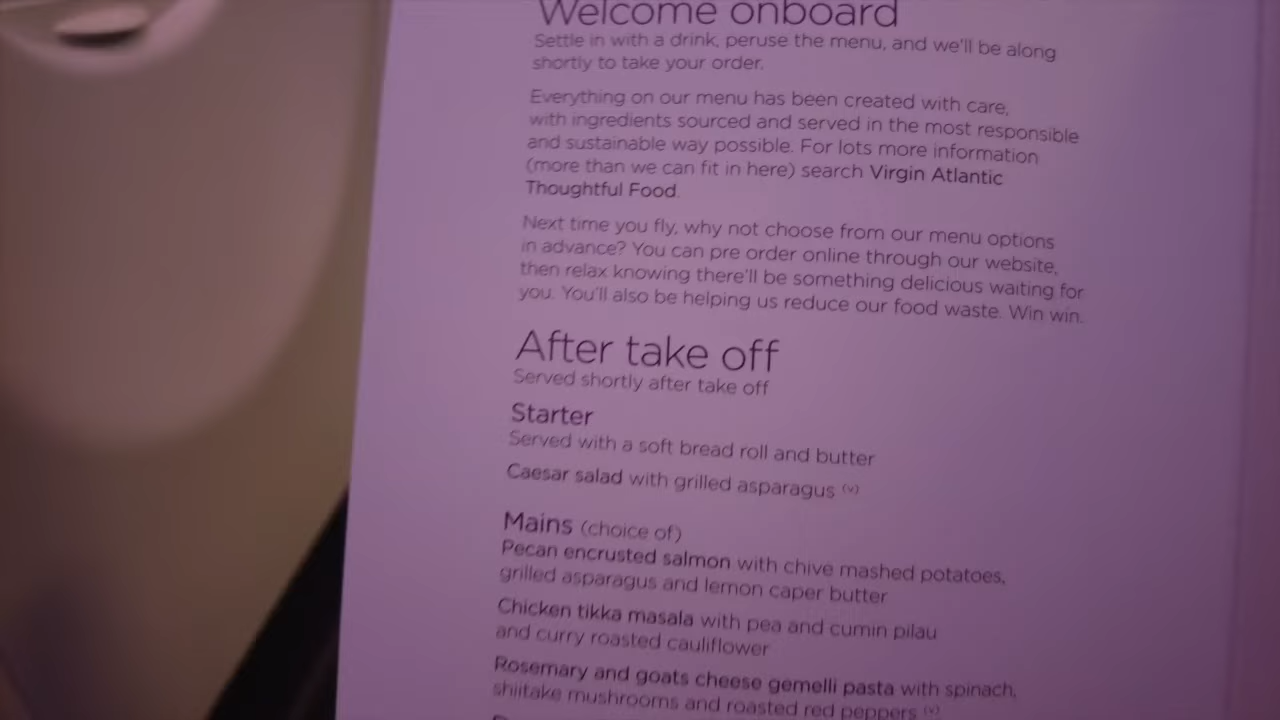 Welcome onboard
Settle in with a drink, peruse the menu, and we'll be along
shortly to take your order.
Everything on our menu has been created with care,
with ingredients sourced and served in the most responsible
and sustainable way possible. For lots more information
(more than we can fit in here) search Virgin Atlantic
Thoughtful Food.
Next time you fly, why not choose from our menu options
in advance? You can pre order online through our website,
then relax knowing there'll be something delicious waiting for
you. You'll also be helping us reduce our food waste. Win win.
After take off
Served shortly after take off
Starter
Served with a soft bread roll and butter
Caesar salad with grilled asparagus (v)
Mains (choice of)
Pecan encrusted salmon with chive mashed potatoes,
grilled asparagus and lemon caper butter
Chicken tikka masala with pea and cumin pilau
and curry roasted cauliflower
Rosemary and goats cheese gemelli pasta with spinach,
shiitake mushrooms and roasted red peppers (v)